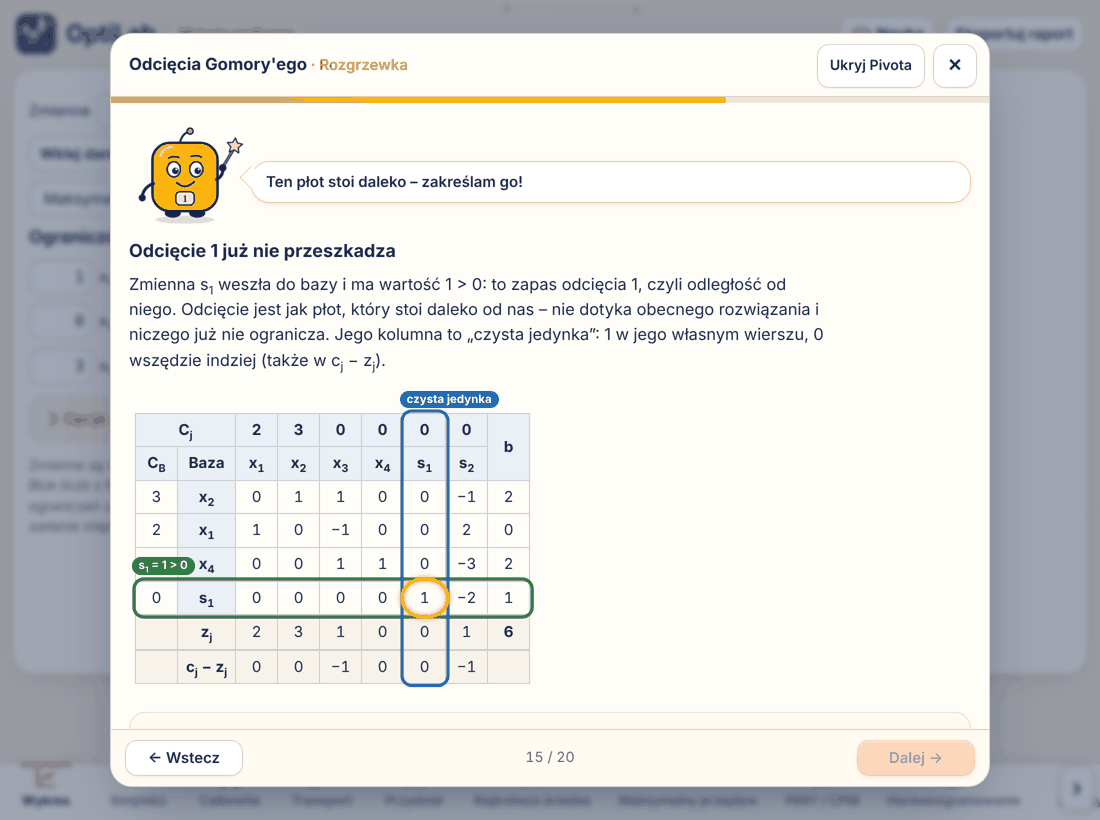 Odcięcia Gomory'ego · Rozgrzewka
Ukryj Pivota
×
1
Ten płot stoi daleko – zakreślam go!
Odcięcie 1 już nie przeszkadza
Zmienna s1 weszła do bazy i ma wartość 1 > 0: to zapas odcięcia 1, czyli odległość od
niego. Odcięcie jest jak płot, który stoi daleko od nas – nie dotyka obecnego rozwiązania i
niczego już nie ogranicza. Jego kolumna to „czysta jedynka”: 1 w jego własnym wierszu, 0
wszędzie indziej (także w cj − zj).
czysta jedynka
Cj 2 3 0 0 0 0 b
CB Baza x1 x2 x3 x4 s1 s2
3 x2 0 1 1 0 0 −1 2
2 x1 1 0 −1 0 0 2 0
s1 = 1 > 0 x4 0 0 1 1 0 −3 2
0 s1 0 0 0 0 1 −2 1
zj 2 3 1 0 0 1 6
cj − zj 0 0 −1 0 0 −1
← Wstecz
15 / 20
Dalej →